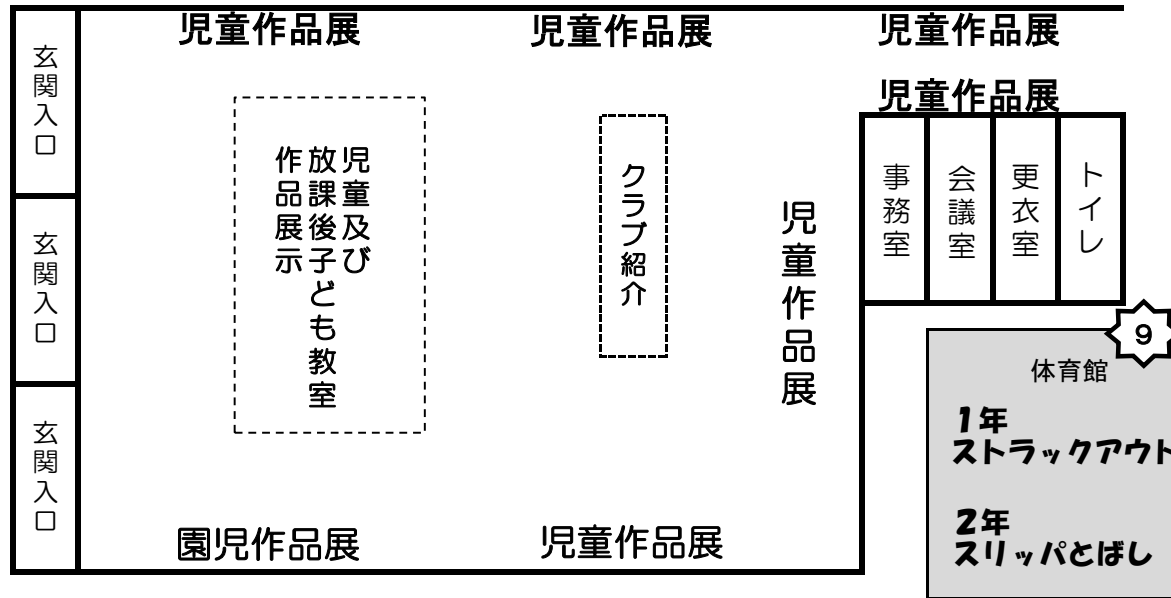 児童作品展
児童作品展
児童作品展
児童作品展
玄関入口
玄関入口
玄関入口
児童及び
放課後子ども教室
作品展示
クラブ紹介
児童作品展
事務室
会議室
更衣室
トイレ
園児作品展
児童作品展
9
体育館
1年
ストラックアウト
2年
スリッパとばし